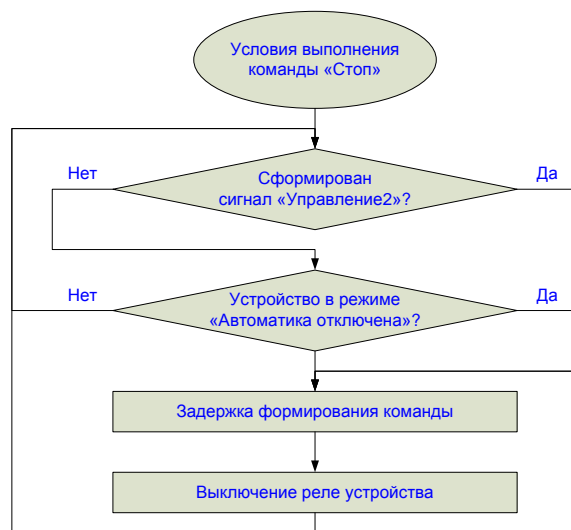 Условия выполнения
команды «Стоп»
Нет
Да
Сформирован
сигнал «Управление2»?
Нет
Да
Устройство в режиме
«Автоматика отключена»?
Задержка формирования команды
Выключение реле устройства